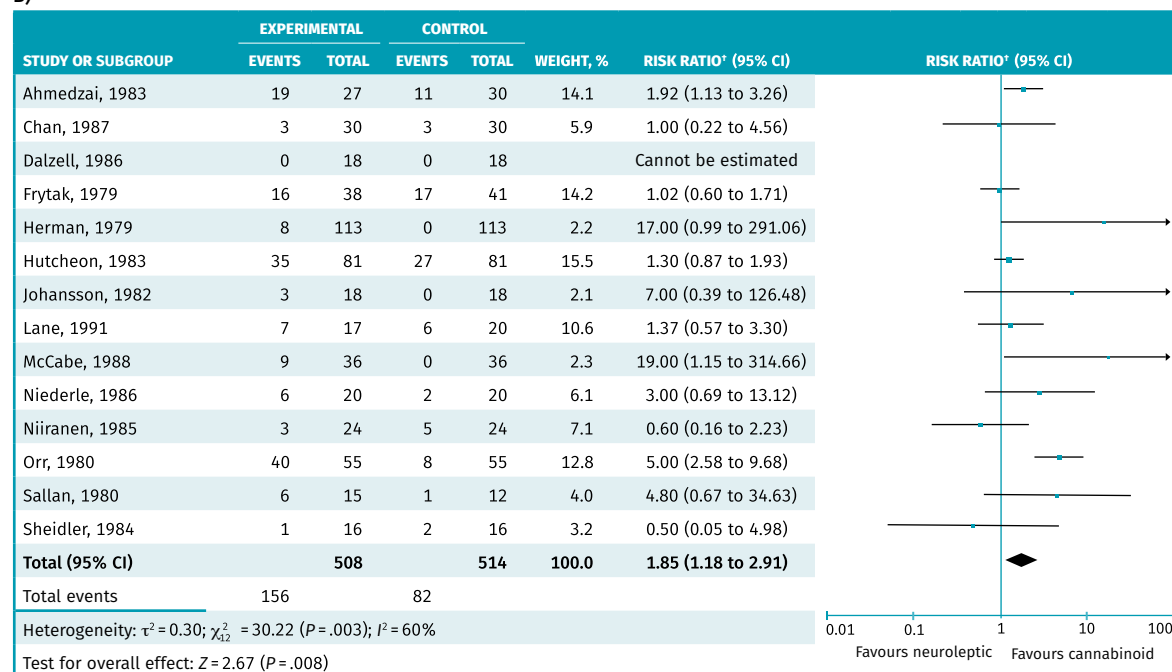 EXPERIMENTAL CONTROL
STUDY OR SUBGROUP EVENTS TOTAL EVENTS TOTAL WEIGHT, % RISK RATIO† (95% CI) RISK RATIO† (95% CI)
Ahmedzai, 1983 19 27 11 30 14.1 1.92 (1.13 to 3.26)
Chan, 1987 3 30 3 30 5.9 1.00 (0.22 to 4.56)
Dalzell, 1986 0 18 0 18 Cannot be estimated
Frytak, 1979 16 38 17 41 14.2 1.02 (0.60 to 1.71)
Herman, 1979 8 113 0 113 2.2 17.00 (0.99 to 291.06)
Hutcheon, 1983 35 81 27 81 15.5 1.30 (0.87 to 1.93)
Johansson, 1982 3 18 0 18 2.1 7.00 (0.39 to 126.48)
Lane, 1991 7 17 6 20 10.6 1.37 (0.57 to 3.30)
McCabe, 1988 9 36 0 36 2.3 19.00 (1.15 to 314.66)
Niederle, 1986 6 20 2 20 6.1 3.00 (0.69 to 13.12)
Niiranen, 1985 3 24 5 24 7.1 0.60 (0.16 to 2.23)
Orr, 1980 40 55 8 55 12.8 5.00 (2.58 to 9.68)
Sallan, 1980 6 15 1 12 4.0 4.80 (0.67 to 34.63)
Sheidler, 1984 1 16 2 16 3.2 0.50 (0.05 to 4.98)
Total (95% CI) 508 514 100.0 1.85 (1.18 to 2.91)
Total events 156 82
Heterogeneity: τ² = 0.30; χ²₁₂ = 30.22 (P = .003); I² = 60%
0.01 0.1 1 10 100
Favours neuroleptic Favours cannabinoid
Test for overall effect: Z = 2.67 (P = .008)